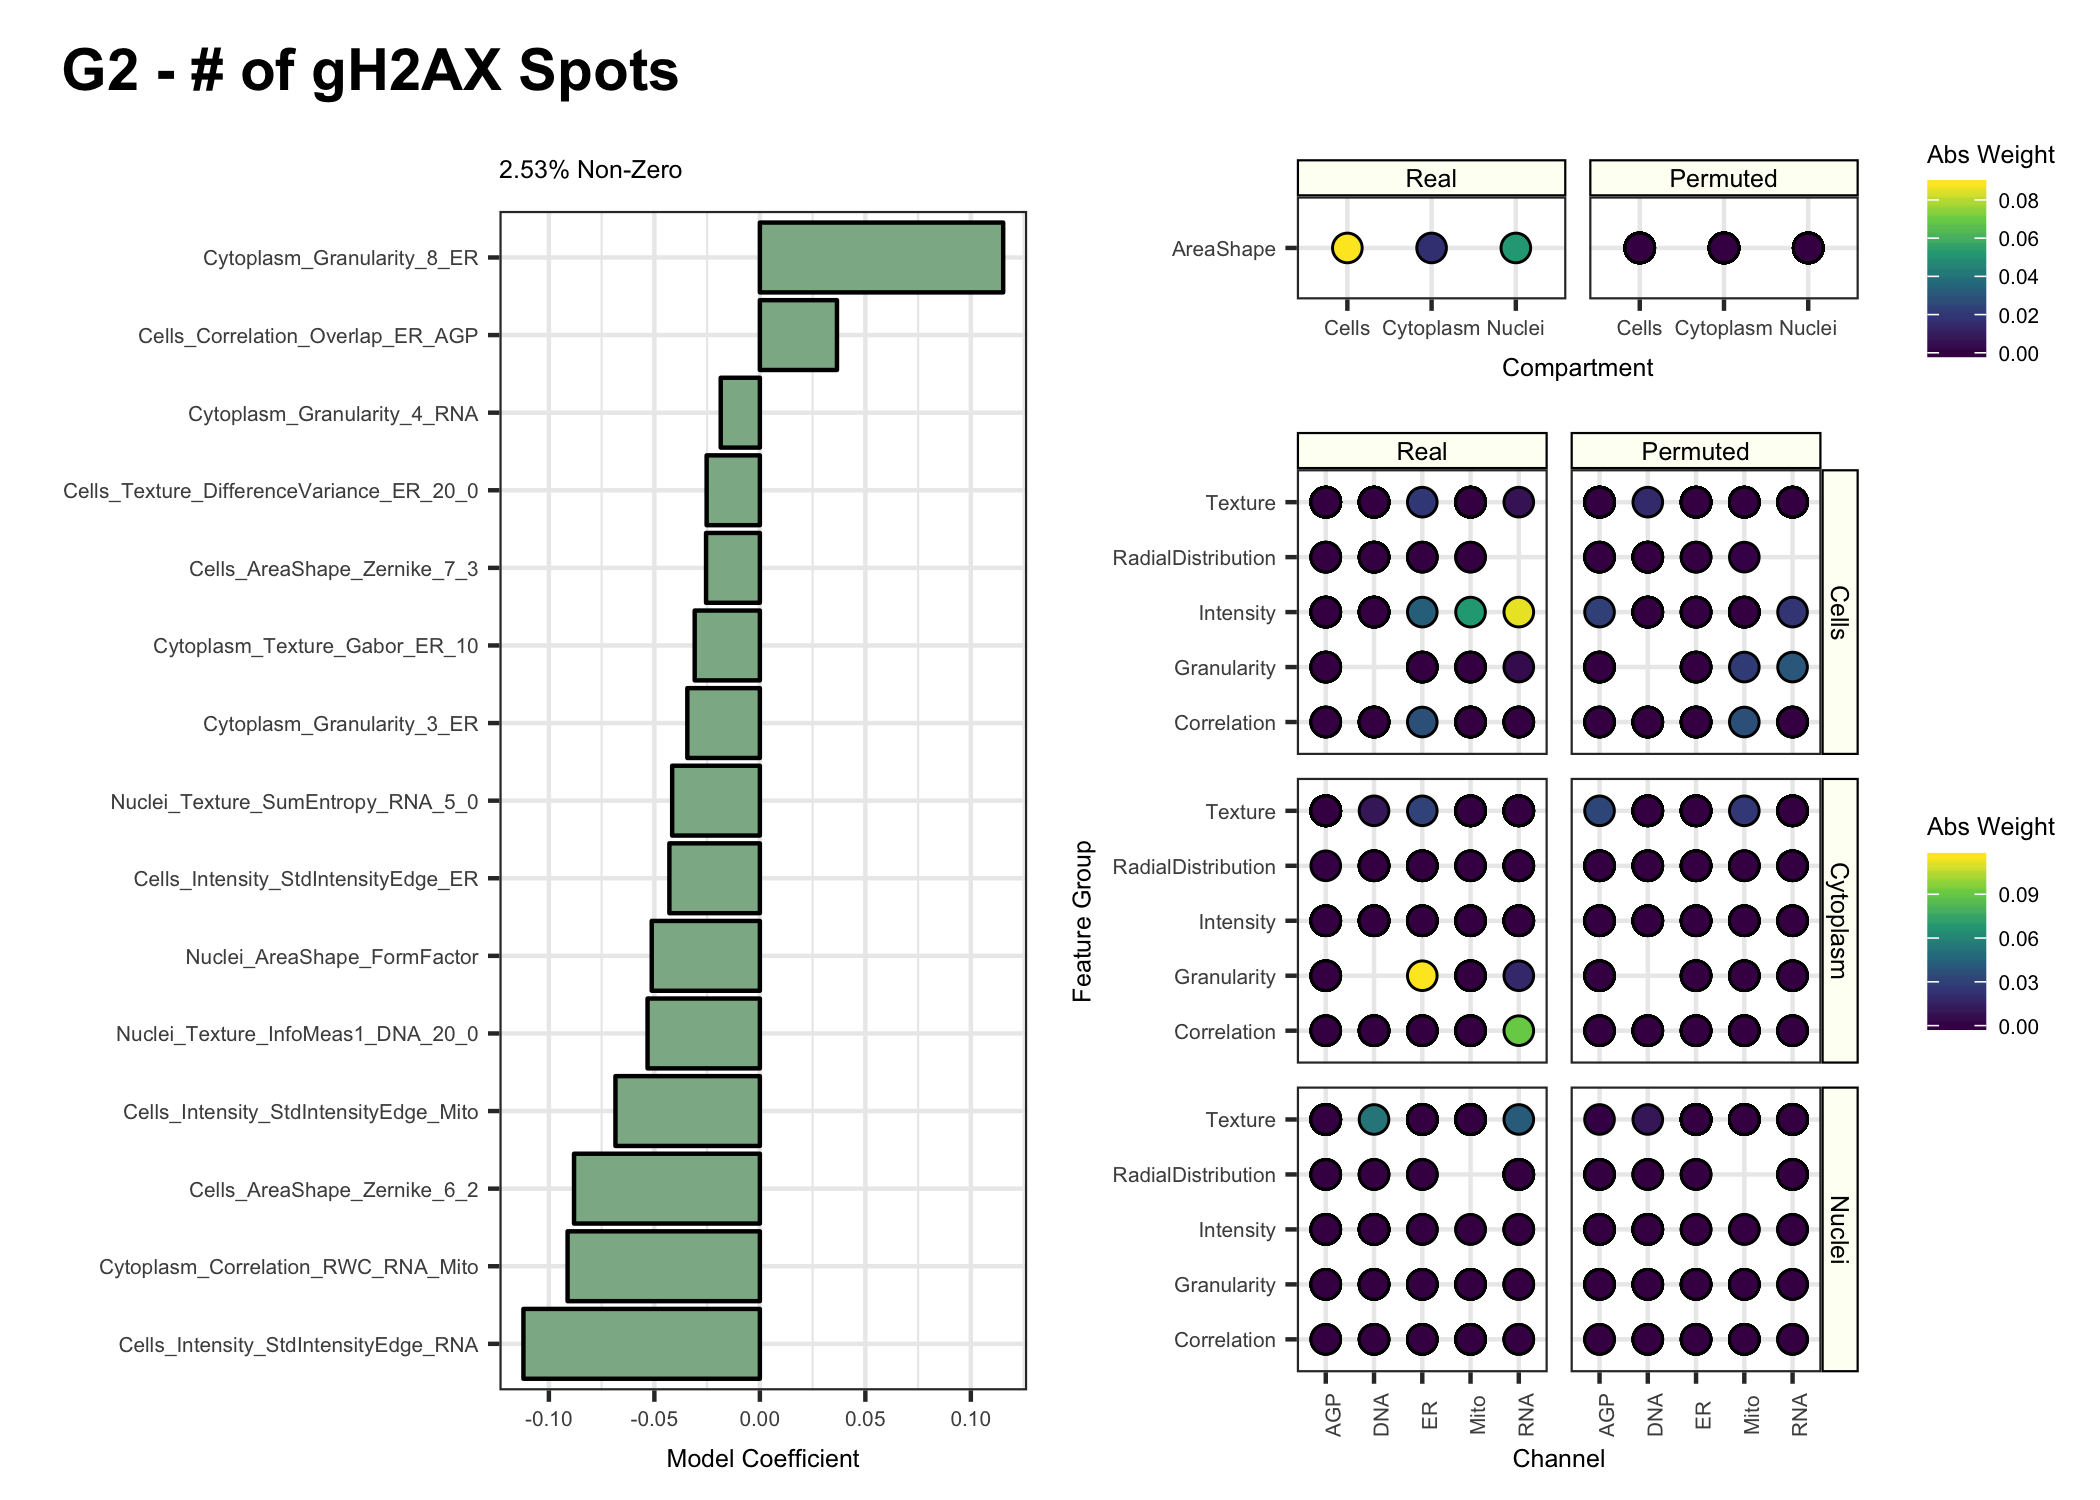 G2 - # of gH2AX Spots
2.53% Non-Zero
Cytoplasm_Granularity_8_ER
Cells_Correlation_Overlap_ER_AGP
Cytoplasm_Granularity_4_RNA
Cells_Texture_DifferenceVariance_ER_20_0
Cells_AreaShape_Zernike_7_3
Cytoplasm_Texture_Gabor_ER_10
Cytoplasm_Granularity_3_ER
Nuclei_Texture_SumEntropy_RNA_5_0
Cells_Intensity_StdIntensityEdge_ER
Nuclei_AreaShape_FormFactor
Nuclei_Texture_InfoMeas1_DNA_20_0
Cells_Intensity_StdIntensityEdge_Mito
Cells_AreaShape_Zernike_6_2
Cytoplasm_Correlation_RWC_RNA_Mito
Cells_Intensity_StdIntensityEdge_RNA
-0.10 -0.05 0.00 0.05 0.10
Model Coefficient
Real Permuted
AreaShape
Cells Cytoplasm Nuclei Cells Cytoplasm Nuclei
Compartment
Abs Weight
0.08
0.06
0.04
0.02
0.00
Real Permuted
Feature Group
Texture
RadialDistribution
Intensity
Granularity
Correlation
Cells
Texture
RadialDistribution
Intensity
Granularity
Correlation
Cytoplasm
Texture
RadialDistribution
Intensity
Granularity
Correlation
Nuclei
AGP DNA ER Mito RNA AGP DNA ER Mito RNA
Channel
Abs Weight
0.09
0.06
0.03
0.00